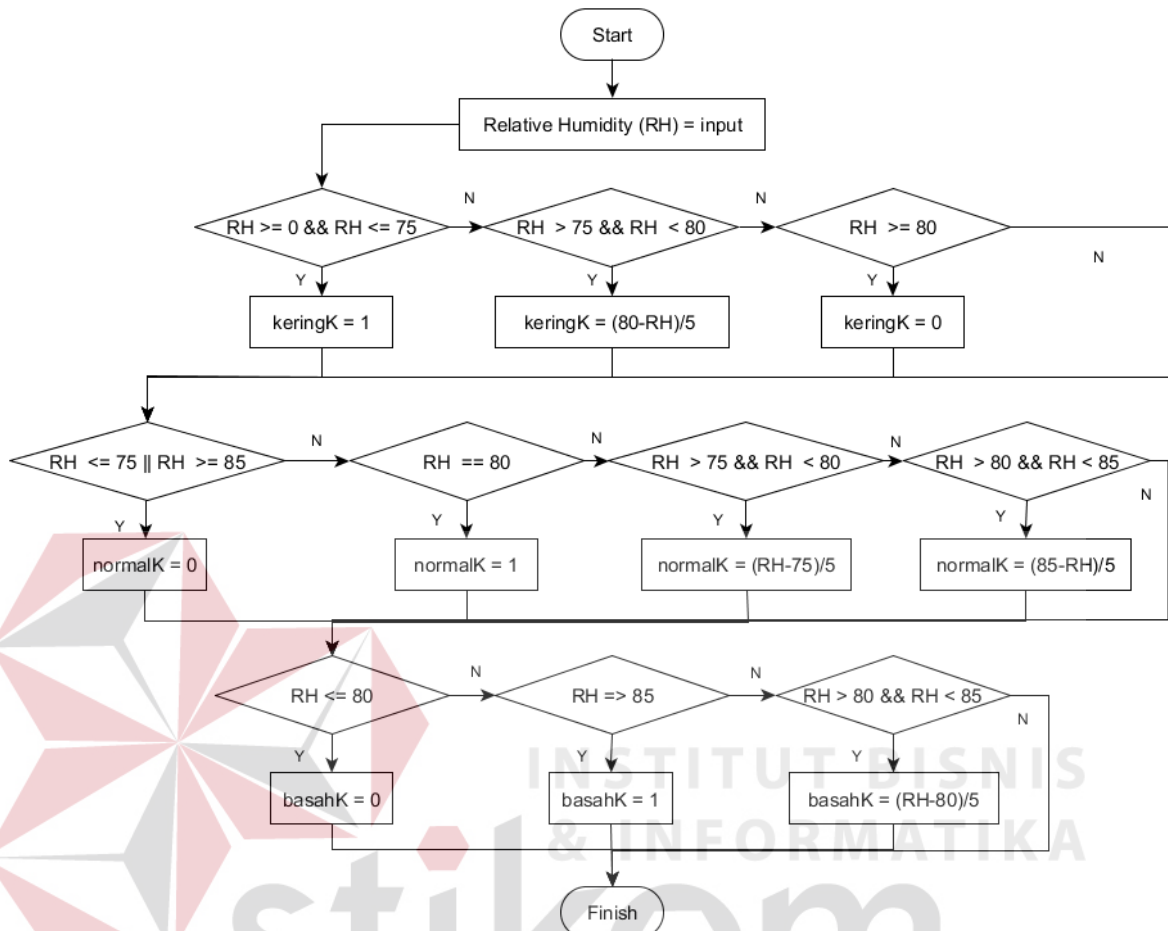 Start
Relative Humidity (RH) = input
N
N
RH >= 0 && RH <= 75
RH > 75 && RH < 80
RH >= 80
N
Y
Y
Y
keringK = 1
keringK = (80-RH)/5
keringK = 0
N
N
N
RH <= 75 || RH >= 85
RH == 80
RH > 75 && RH < 80
RH > 80 && RH < 85
N
Y
Y
Y
Y
normalK = 0
normalK = 1
normalK = (RH-75)/5
normalK = (85-RH)/5
N
N
RH <= 80
RH => 85
RH > 80 && RH < 85
N
Y
Y
Y
INSTITUT BISNIS
basahK = 0
basahK = 1
basahK = (RH-80)/5
& INFORMATIKA
stikom
Finish